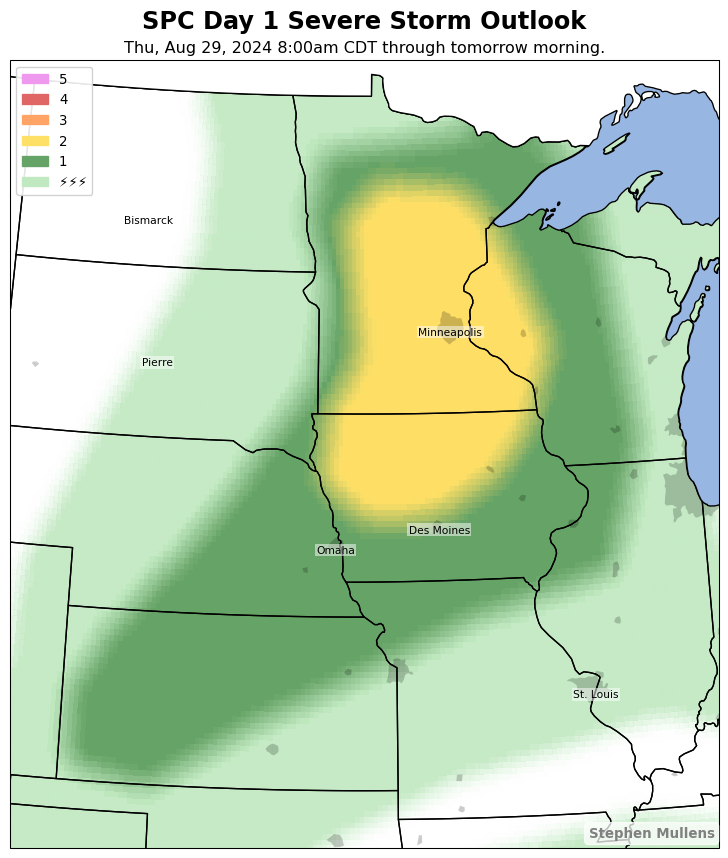 SPC Day 1 Severe Storm Outlook
Thu, Aug 29, 2024 8:00am CDT through tomorrow morning.
5
4
3
2
1
⚡⚡⚡
Bismarck
Minneapolis
Pierre
Des Moines
Omaha
St. Louis
Stephen Mullens